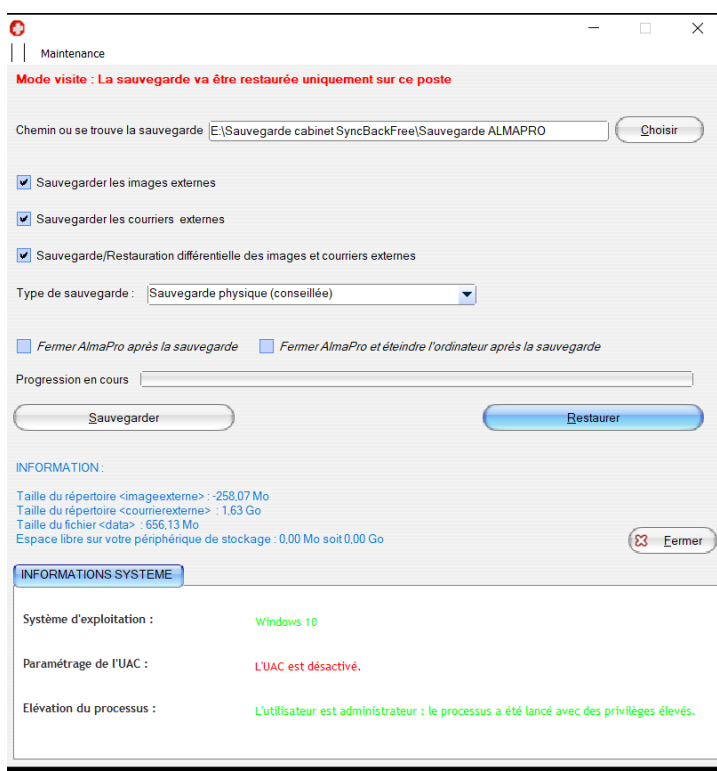 Maintenance
Mode visite : La sauvegarde va être restaurée uniquement sur ce poste
Chemin ou se trouve la sauvegarde E:\Sauvegarde cabinet SyncBackFree\Sauvegarde ALMAPRO Choisir
Sauvegarder les images externes
Sauvegarder les courriers externes
Sauvegarde/Restauration différentielle des images et courriers externes
Type de sauvegarde : Sauvegarde physique (conseillée)
Fermer AlmaPro après la sauvegarde Fermer AlmaPro et éteindre l'ordinateur après la sauvegarde
Progression en cours
Sauvegarder Restaurer
INFORMATION :
Taille du répertoire <imageexterne> : -258,07 Mo
Taille du répertoire <courrierexterne> : 1,63 Go
Taille du fichier <data> : 656,13 Mo
Espace libre sur votre périphérique de stockage : 0,00 Mo soit 0,00 Go
Fermer
INFORMATIONS SYSTEME
Système d'exploitation : Windows 10
Paramétrage de l'UAC : L'UAC est désactivé.
Elévation du processus : L'utilisateur est administrateur : le processus a été lancé avec des privilèges élevés.